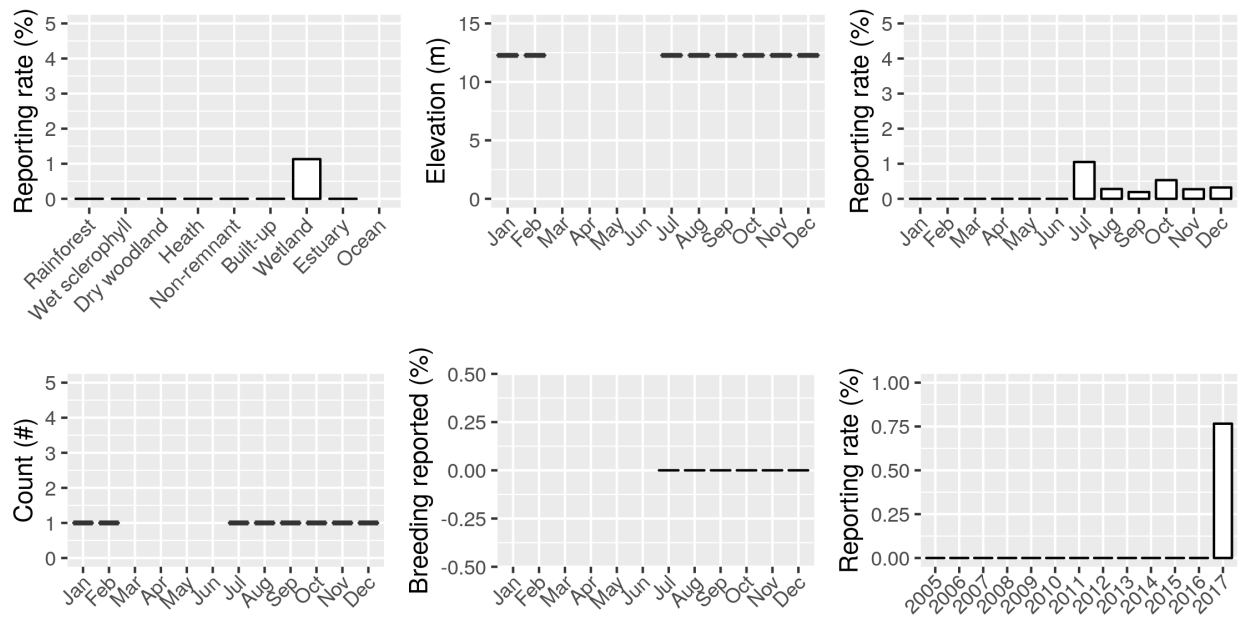 Reporting rate (%)
5
4
3
2
1
0
Rainforest
Wet sclerophyll
Dry woodland
Heath
Non-remnant
Built-up
Wetland
Estuary
Ocean
Elevation (m)
15
10
5
0
Jan Feb Mar Apr May Jun Jul Aug Sep Oct Nov Dec
Reporting rate (%)
5
4
3
2
1
0
Jan Feb Mar Apr May Jun Jul Aug Sep Oct Nov Dec
Count (#)
5
4
3
2
1
0
Jan Feb Mar Apr May Jun Jul Aug Sep Oct Nov Dec
Breeding reported (%)
0.50
0.25
0.00
-0.25
-0.50
Jan Feb Mar Apr May Jun Jul Aug Sep Oct Nov Dec
Reporting rate (%)
1.00
0.75
0.50
0.25
0.00
2005 2006 2007 2008 2009 2010 2011 2012 2013 2014 2015 2016 2017